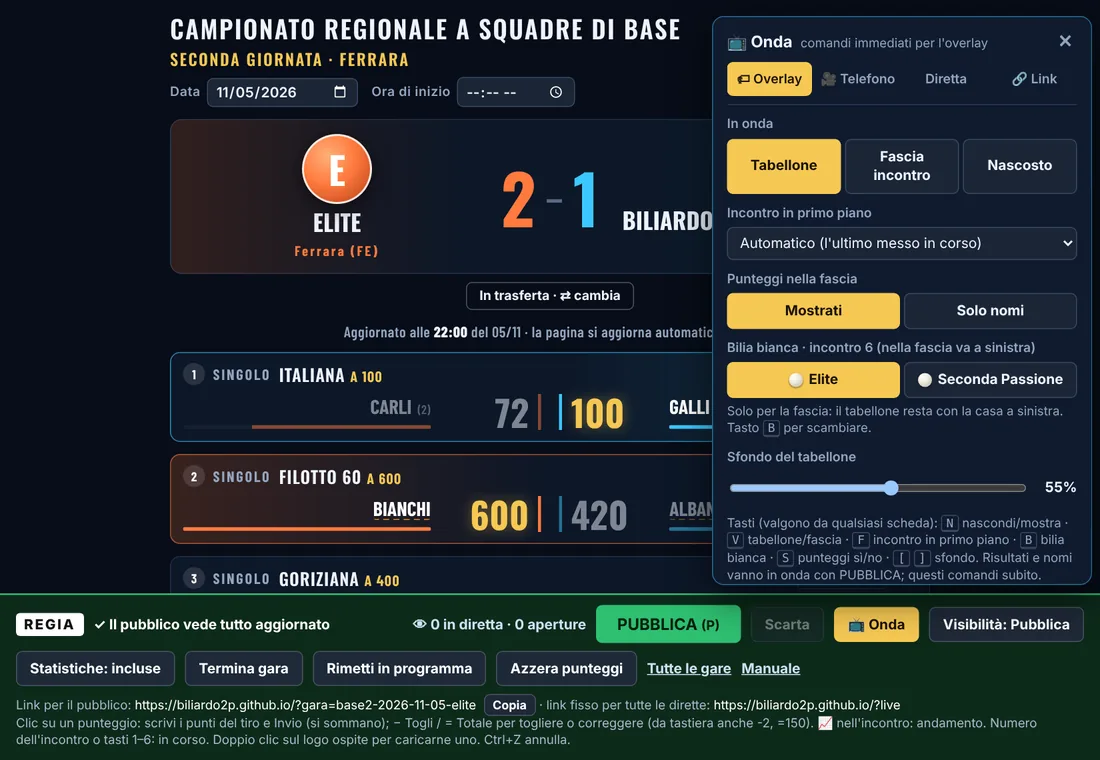 CAMPIONATO REGIONALE A SQUADRE DI BASE
SECONDA GIORNATA · FERRARA
Data 11/05/2026 Ora di inizio --:-- --
E
ELITE
Ferrara (FE)
2 – 1
BILIARDO
In trasferta · ⇄ cambia
Aggiornato alle 22:00 del 05/11 · la pagina si aggiorna automatic
1 SINGOLO ITALIANA A 100
CARLI (2) 72 100 GALLI
2 SINGOLO FILOTTO 60 A 600
BIANCHI 600 420 ALBAN
3 SINGOLO GORIZIANA A 400
📺 Onda comandi immediati per l'overlay ✕
🏷 Overlay 🎥 Telefono Diretta 🔗 Link
In onda
Tabellone
Fascia
incontro
Nascosto
Incontro in primo piano
Automatico (l'ultimo messo in corso)
Punteggi nella fascia
Mostrati Solo nomi
Bilia bianca · incontro 6 (nella fascia va a sinistra)
Elite Seconda Passione
Solo per la fascia: il tabellone resta con la casa a sinistra.
Tasto B per scambiare.
Sfondo del tabellone
55%
Tasti (valgono da qualsiasi scheda): N nascondi/mostra ·
V tabellone/fascia · F incontro in primo piano · B bilia
bianca · S punteggi sì/no · [ ] sfondo. Risultati e nomi
vanno in onda con PUBBLICA; questi comandi subito.
REGIA ✓ Il pubblico vede tutto aggiornato 👁 0 in diretta · 0 aperture PUBBLICA (P) Scarta 📺 Onda Visibilità: Pubblica
Statistiche: incluse Termina gara Rimetti in programma Azzera punteggi Tutte le gare Manuale
Link per il pubblico: https://biliardo2p.github.io/?gara=base2-2026-11-05-elite Copia · link fisso per tutte le dirette: https://biliardo2p.github.io/?live
Clic su un punteggio: scrivi i punti del tiro e Invio (si sommano); − Togli / = Totale per togliere o correggere (da tastiera anche -2, =150). 📈 nell'incontro: andamento. Numero
dell'incontro o tasti 1–6: in corso. Doppio clic sul logo ospite per caricarne uno. Ctrl+Z annulla.